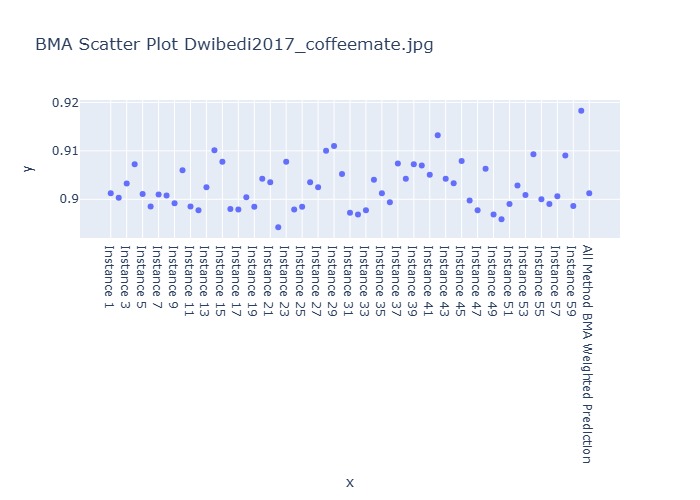 BMA Scatter Plot Dwibedi2017_coffeemate.jpg
0.92
0.91
0.9
y
Instance 1
Instance 3
Instance 5
Instance 7
Instance 9
Instance 11
Instance 13
Instance 15
Instance 17
Instance 19
Instance 21
Instance 23
Instance 25
Instance 27
Instance 29
Instance 31
Instance 33
Instance 35
Instance 37
Instance 39
Instance 41
Instance 43
Instance 45
Instance 47
Instance 49
Instance 51
Instance 53
Instance 55
Instance 57
Instance 59
All Method BMA Weighted Prediction
x